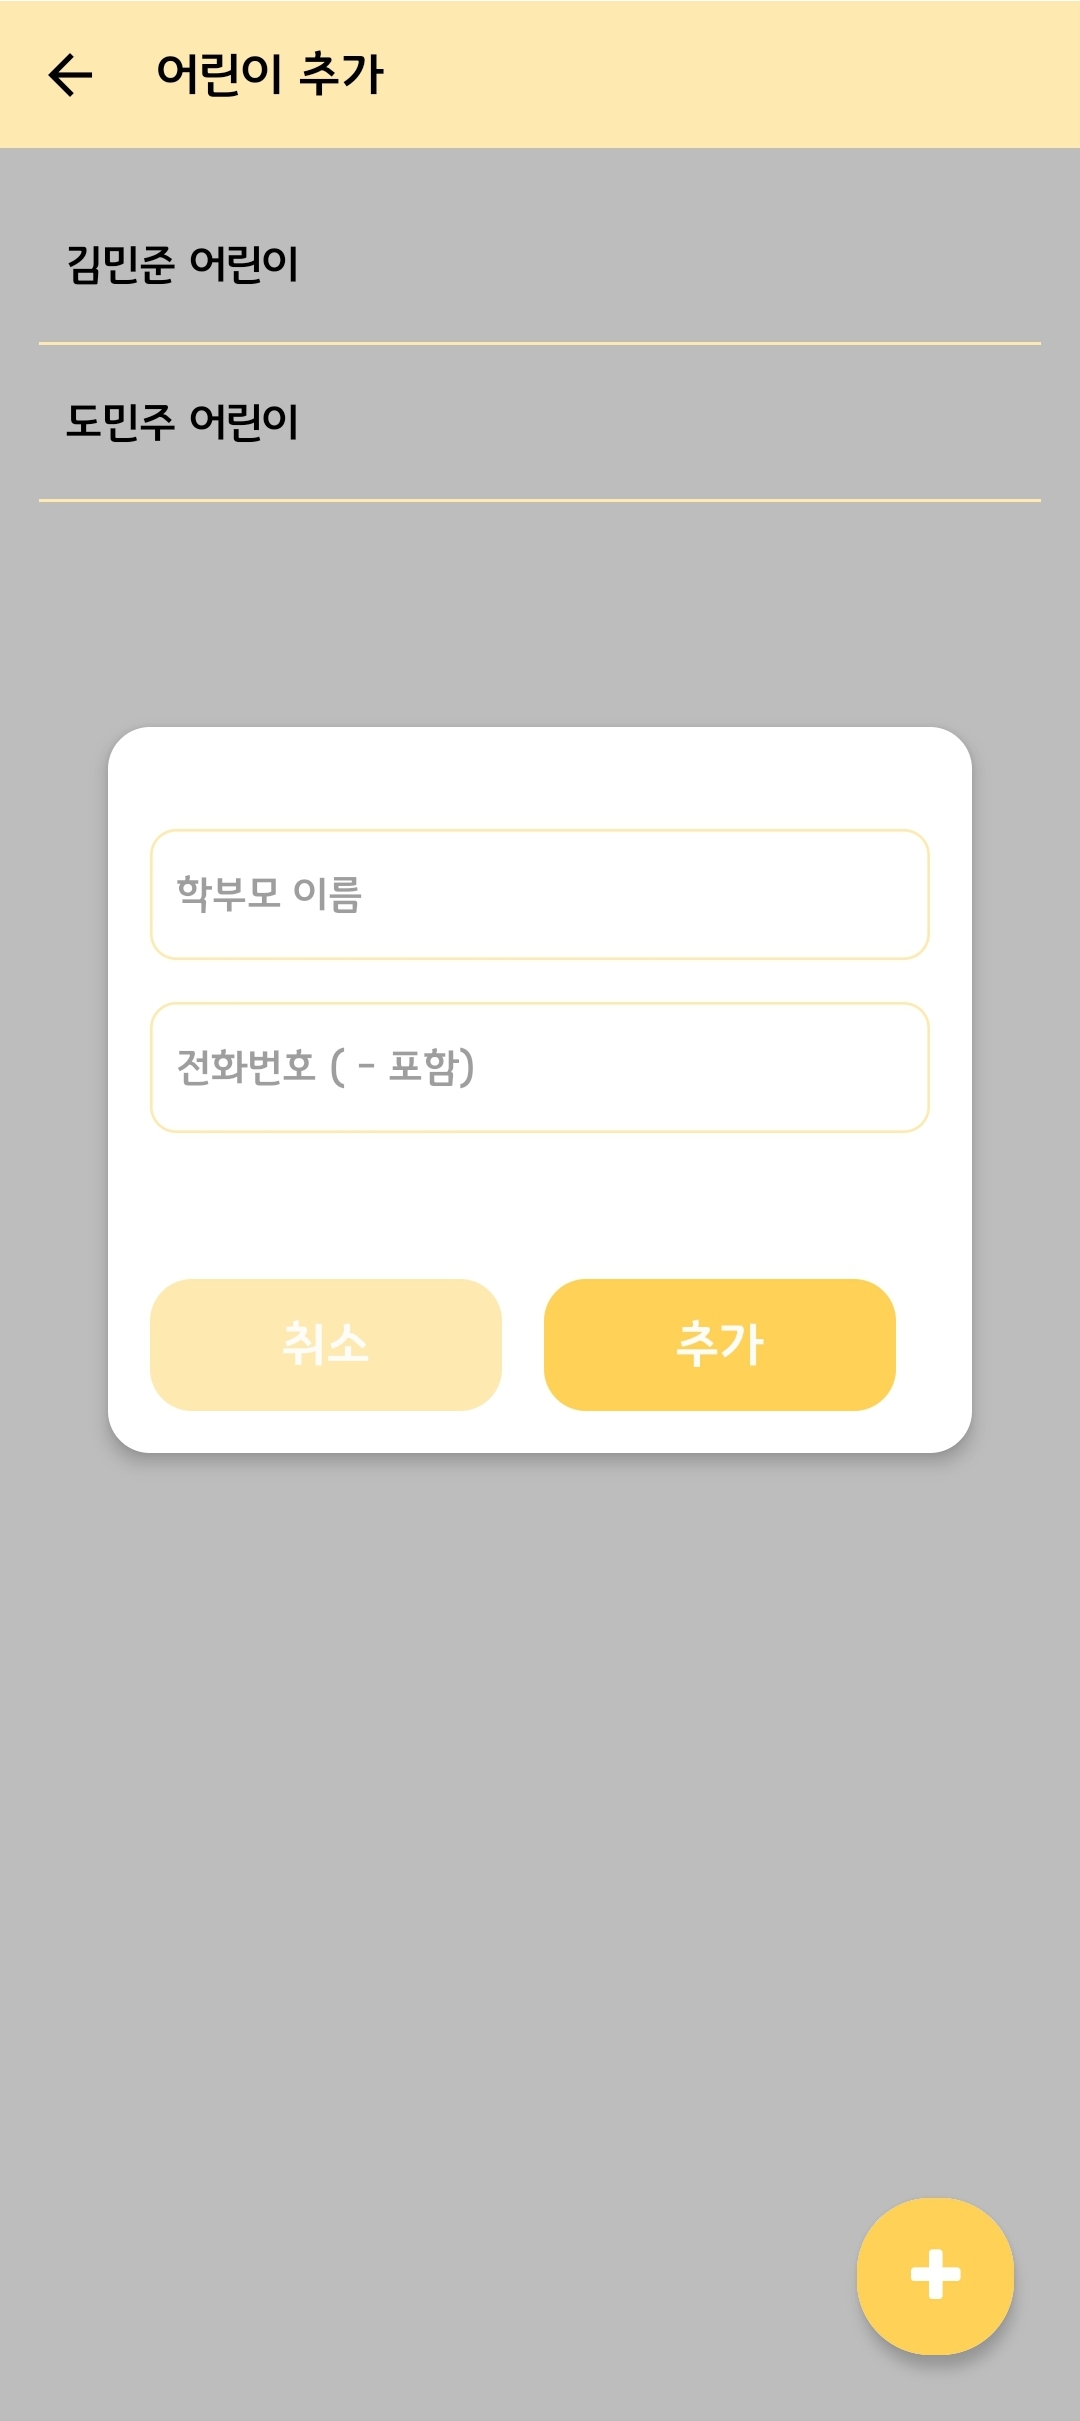 어린이 추가
김민준 어린이
도민주 어린이
학부모 이름
전화번호 ( - 포함)
취소
추가